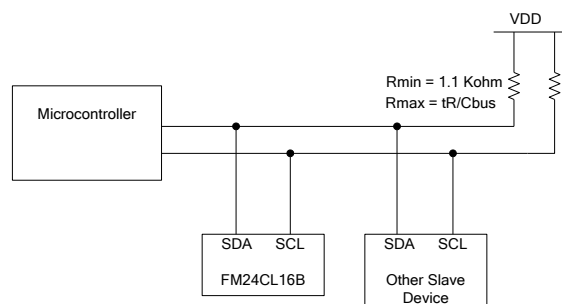 VDD
Rmin = 1.1 Kohm
Rmax = tR/Cbus
Microcontroller
SDA SCL
FM24CL16B
SDA SCL
Other Slave
Device